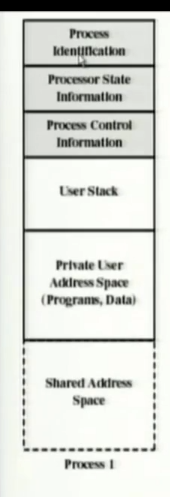 Process
Identification
Processor State
Information
Process Control
Information
User Stack
Private User
Address Space
(Programs, Data)
Shared Address
Space
Process 1